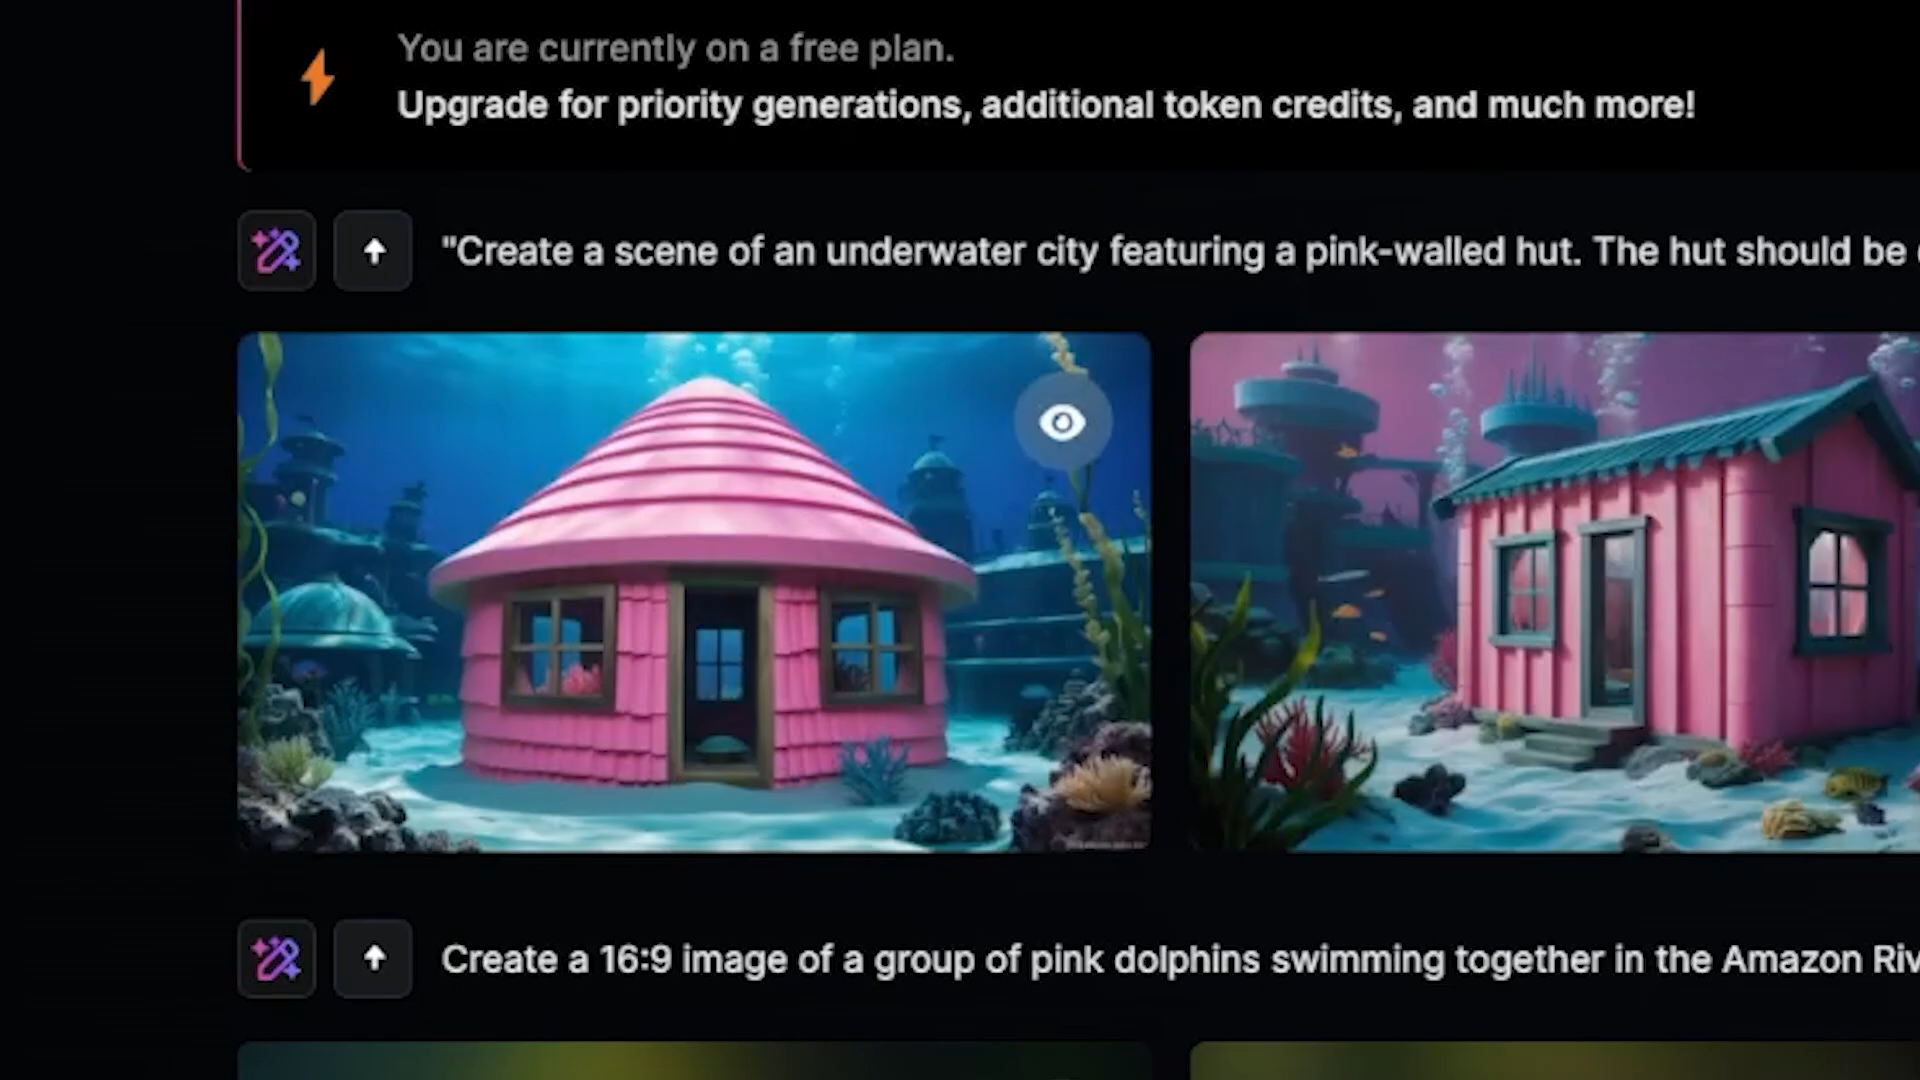 You are currently on a free plan.
Upgrade for priority generations, additional token credits, and much more!
"Create a scene of an underwater city featuring a pink-walled hut. The hut should be
Create a 16:9 image of a group of pink dolphins swimming together in the Amazon Riv